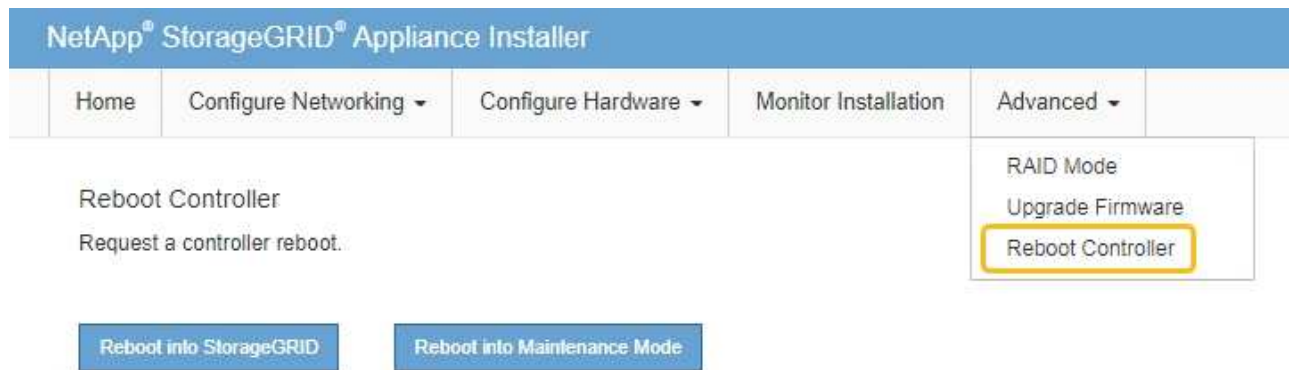 NetApp® StorageGRID® Appliance Installer
Home Configure Networking Configure Hardware Monitor Installation Advanced
RAID Mode
Upgrade Firmware
Reboot Controller
Reboot Controller
Request a controller reboot.
Reboot into StorageGRID Reboot into Maintenance Mode